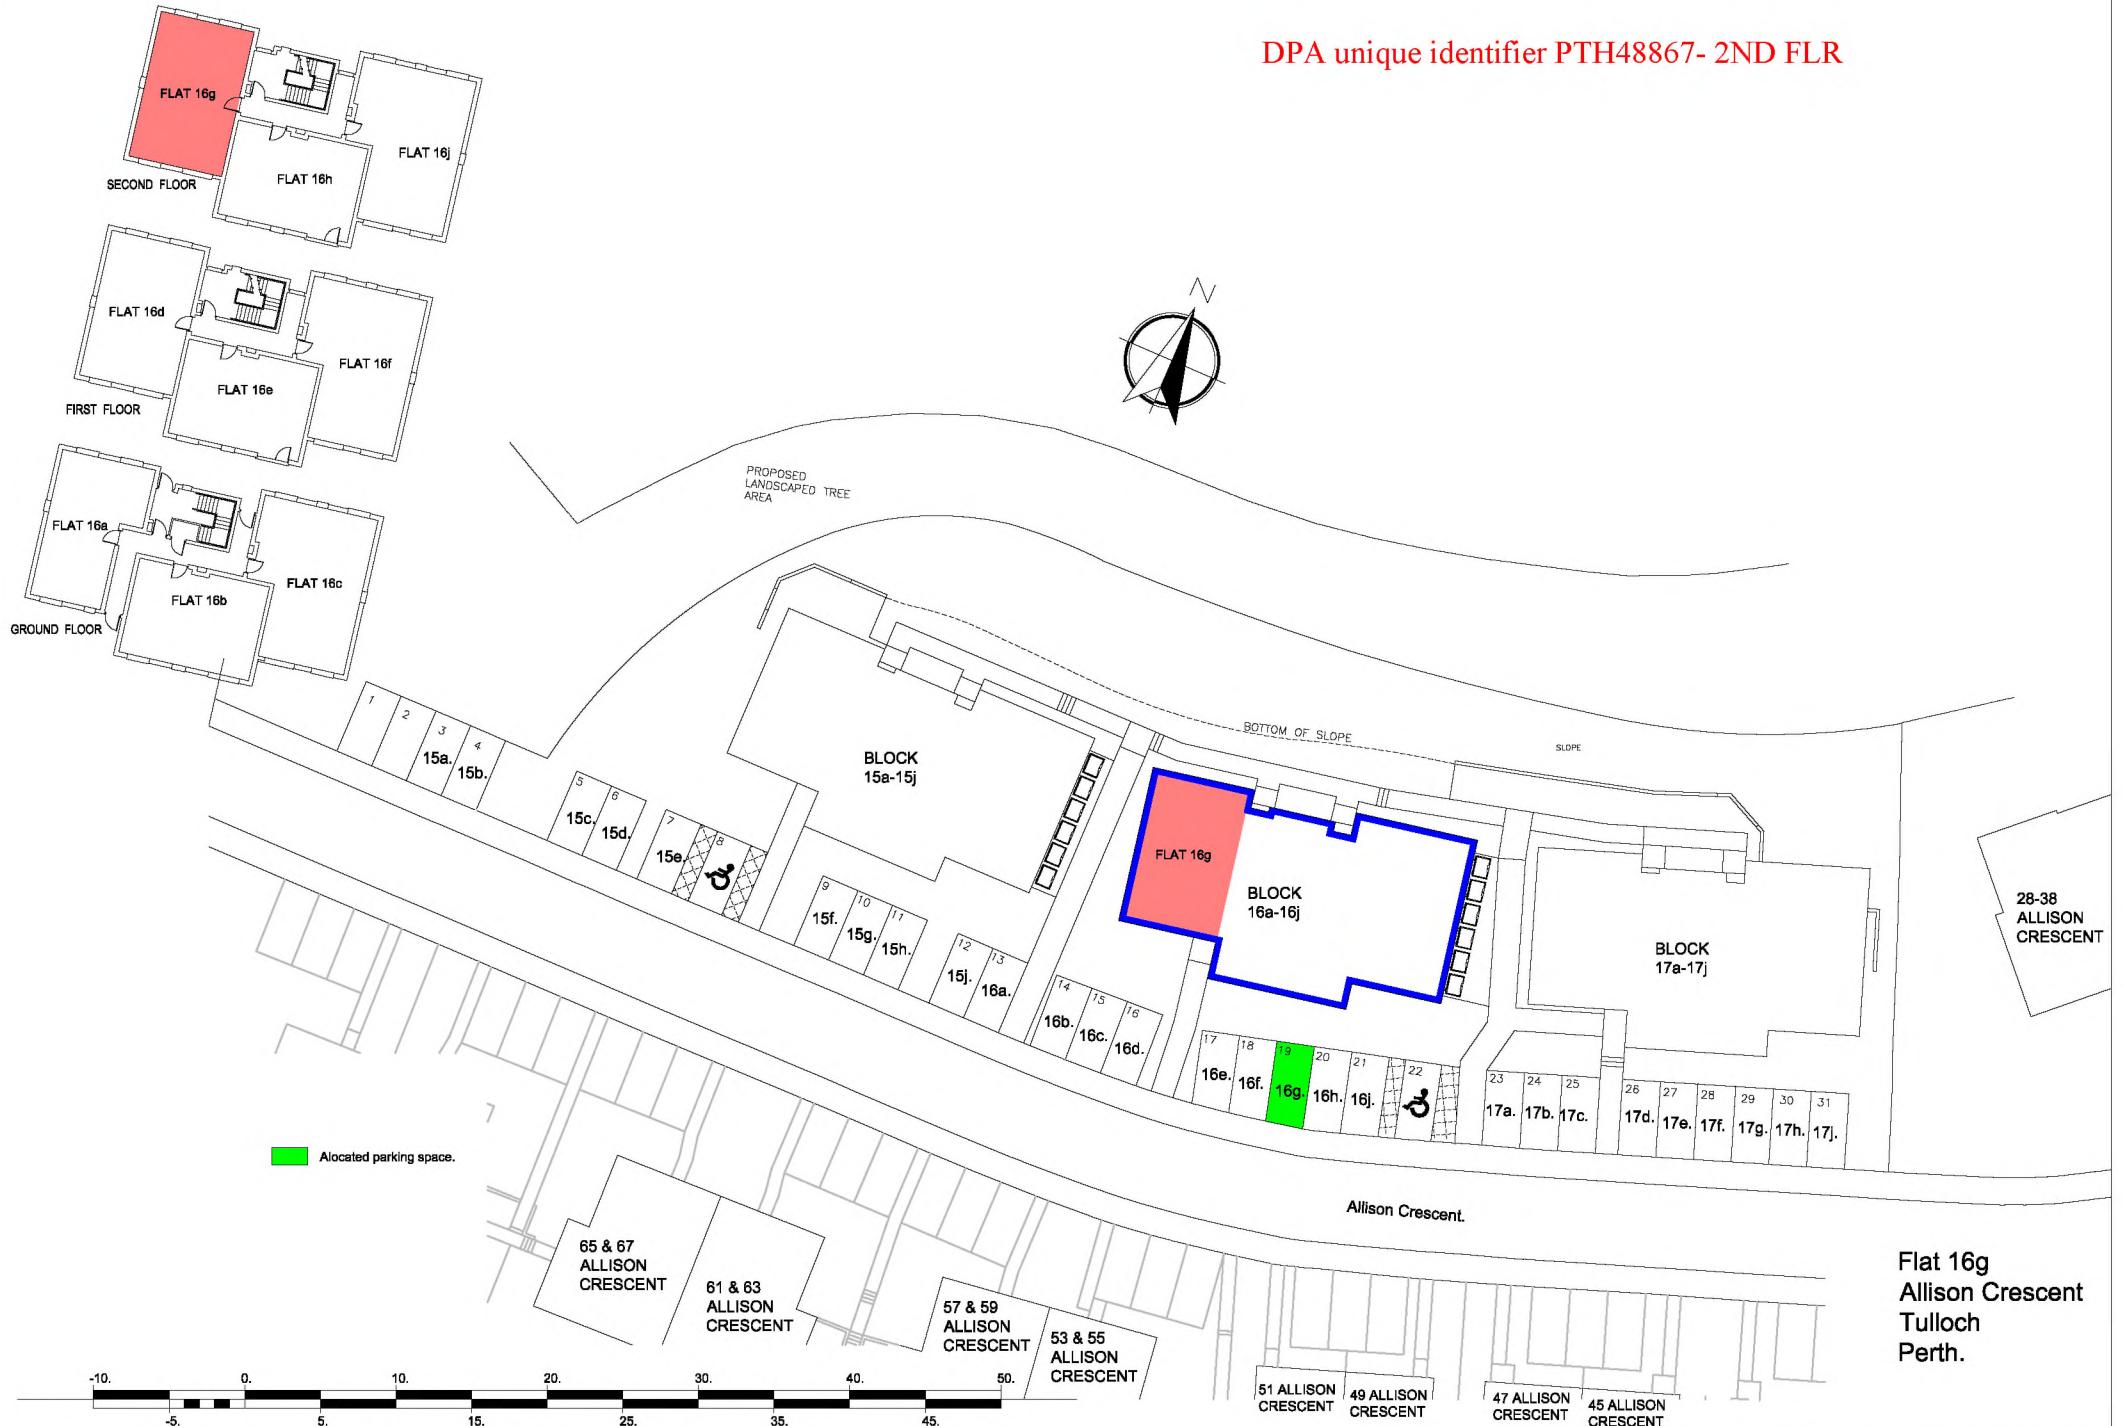 DPA unique identifier PTH48867- 2ND FLR
FLAT 16g
FLAT 16h
FLAT 16j
SECOND FLOOR
FLAT 16d
FLAT 16e
FLAT 16f
FIRST FLOOR
FLAT 16a
FLAT 16b
FLAT 16c
GROUND FLOOR
N
PROPOSED
LANDSCAPED TREE
AREA
BOTTOM OF SLOPE
SLOPE
BLOCK
15a-15j
FLAT 16g
BLOCK
16a-16j
BLOCK
17a-17j
28-38
ALLISON
CRESCENT
1
2
3
15a.
4
15b.
5
15c.
6
15d.
7
15e.
8
9
15f.
10
15g.
11
15h.
12
15j.
13
16a.
14
16b.
15
16c.
16
16d.
17
16e.
18
16f.
19
16g.
20
16h.
21
16j.
22
23
17a.
24
17b.
25
17c.
26
17d.
27
17e.
28
17f.
29
17g.
30
17h.
31
17j.
Alocated parking space.
Allison Crescent.
65 & 67
ALLISON
CRESCENT
61 & 63
ALLISON
CRESCENT
57 & 59
ALLISON
CRESCENT
53 & 55
ALLISON
CRESCENT
51 ALLISON
CRESCENT
49 ALLISON
CRESCENT
47 ALLISON
CRESCENT
45 ALLISON
CRESCENT
Flat 16g
Allison Crescent
Tulloch
Perth.
-10. 0. 10. 20. 30. 40. 50.
-5. 5. 15. 25. 35. 45.